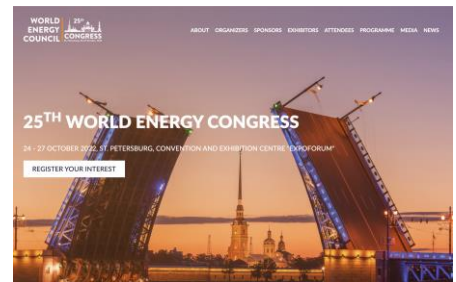 WORLD
ENERGY
COUNCIL
25TH
CONGRESS
ABOUT ORGANIZERS SPONSORS EXHIBITORS ATTENDEES PROGRAMME MEDIA NEWS
25TH WORLD ENERGY CONGRESS
24 - 27 OCTOBER 2022, ST. PETERSBURG, CONVENTION AND EXHIBITION CENTRE "EXPOFORUM"
REGISTER YOUR INTEREST